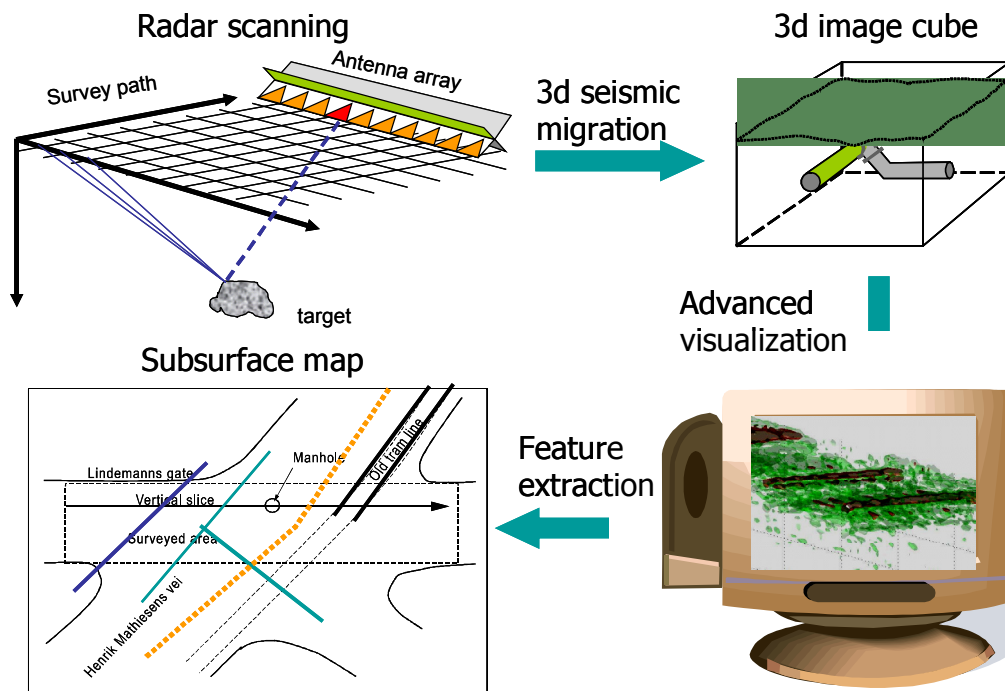 Radar scanning
Antenna array
Survey path
target
3d seismic
migration
3d image cube
Advanced
visualization
Feature
extraction
Subsurface map
Lindemanns gate
Manhole
Old tram line
Vertical slice
Surveyed area
Henrik Mathiesens vei